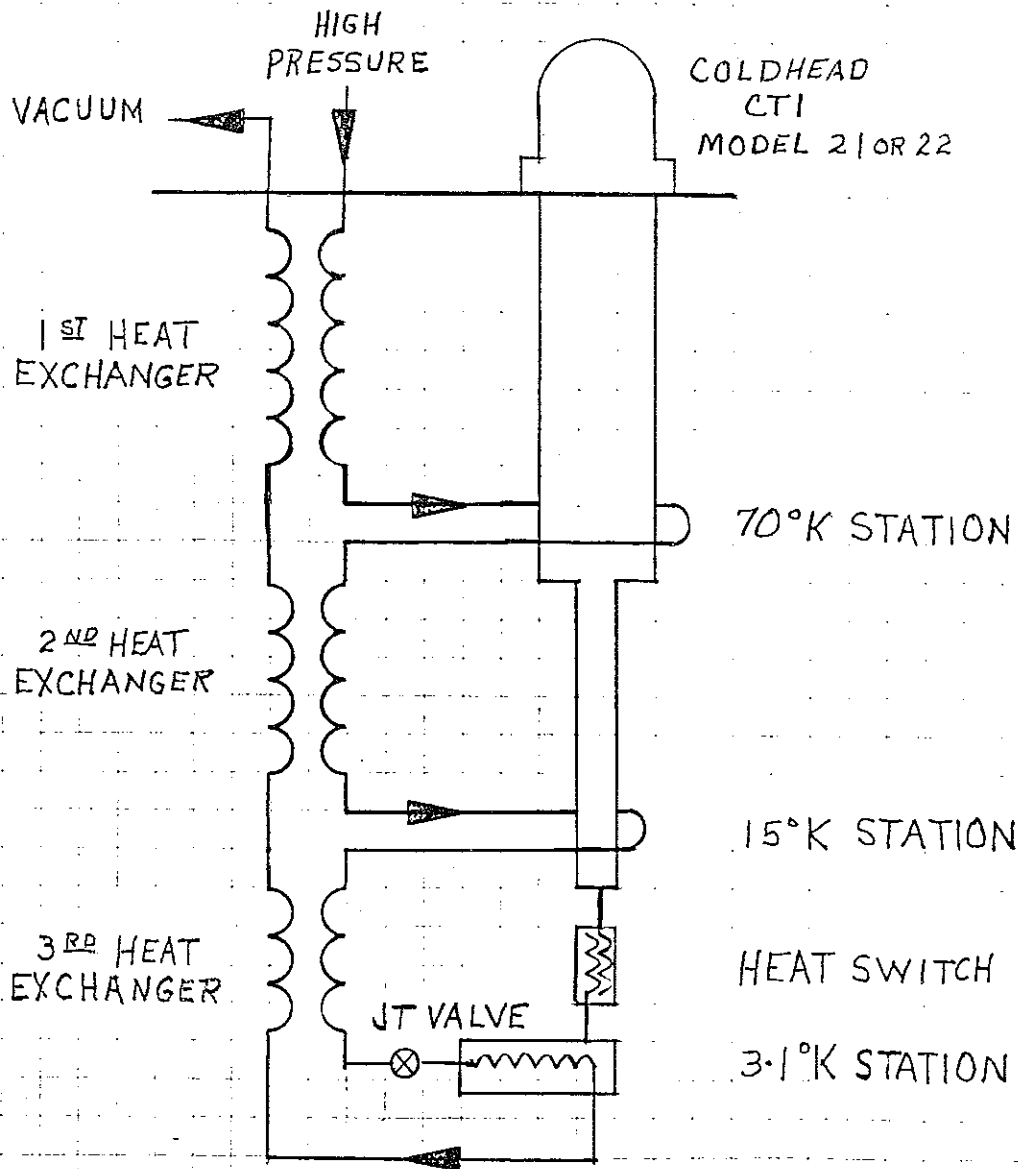 HIGH
PRESSURE
VACUUM
COLDHEAD
CTI
MODEL 21 OR 22
1ST HEAT
EXCHANGER
70°K STATION
2ND HEAT
EXCHANGER
15°K STATION
3RD HEAT
EXCHANGER
HEAT SWITCH
JT VALVE
3.1°K STATION